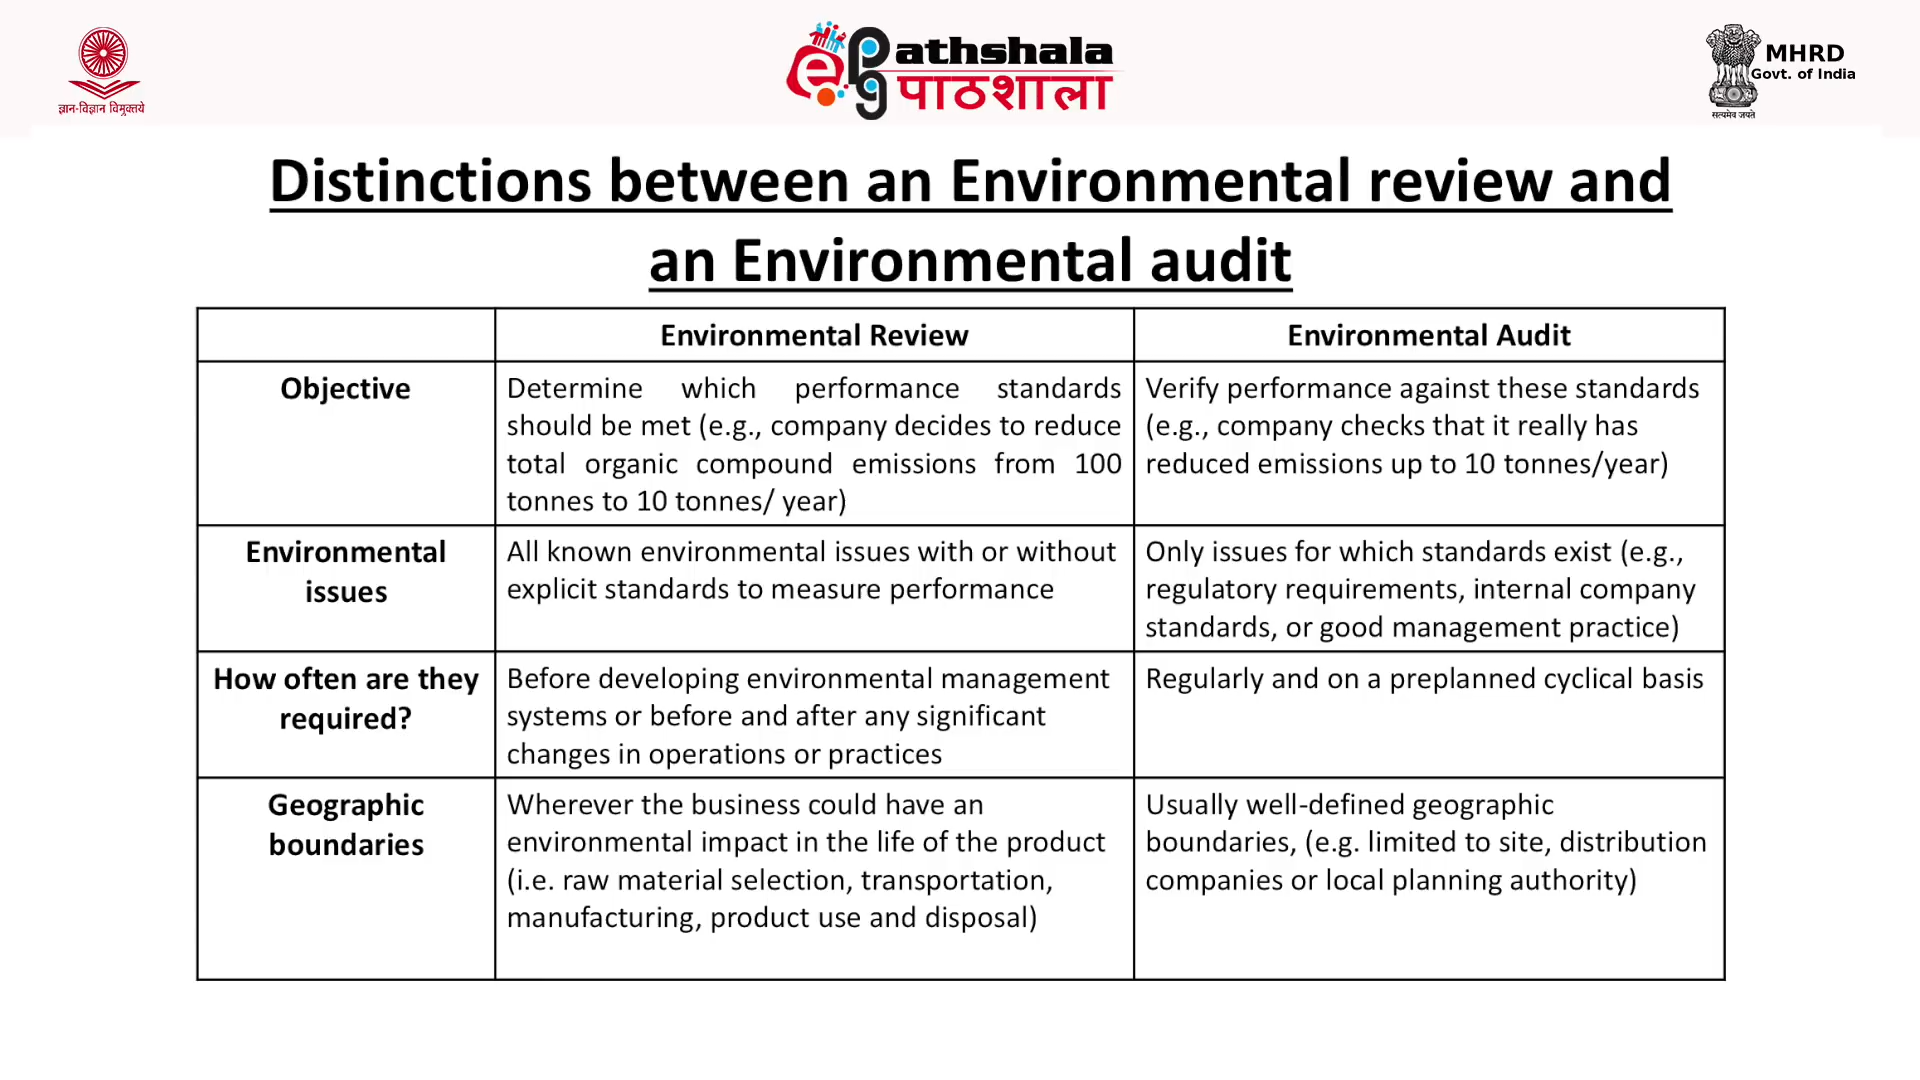 ज्ञान-विज्ञान विमुक्तये
e
pg
athshala
पाठशाला
MHRD
Govt. of India
सत्यमेव जयते
Distinctions between an Environmental review and
an Environmental audit
Environmental Review
Environmental Audit
Objective
Determine which performance standards
should be met (e.g., company decides to reduce
total organic compound emissions from 100
tonnes to 10 tonnes/ year)
Verify performance against these standards
(e.g., company checks that it really has
reduced emissions up to 10 tonnes/year)
Environmental
issues
All known environmental issues with or without
explicit standards to measure performance
Only issues for which standards exist (e.g.,
regulatory requirements, internal company
standards, or good management practice)
How often are they
required?
Before developing environmental management
systems or before and after any significant
changes in operations or practices
Regularly and on a preplanned cyclical basis
Geographic
boundaries
Wherever the business could have an
environmental impact in the life of the product
(i.e. raw material selection, transportation,
manufacturing, product use and disposal)
Usually well-defined geographic
boundaries, (e.g. limited to site, distribution
companies or local planning authority)